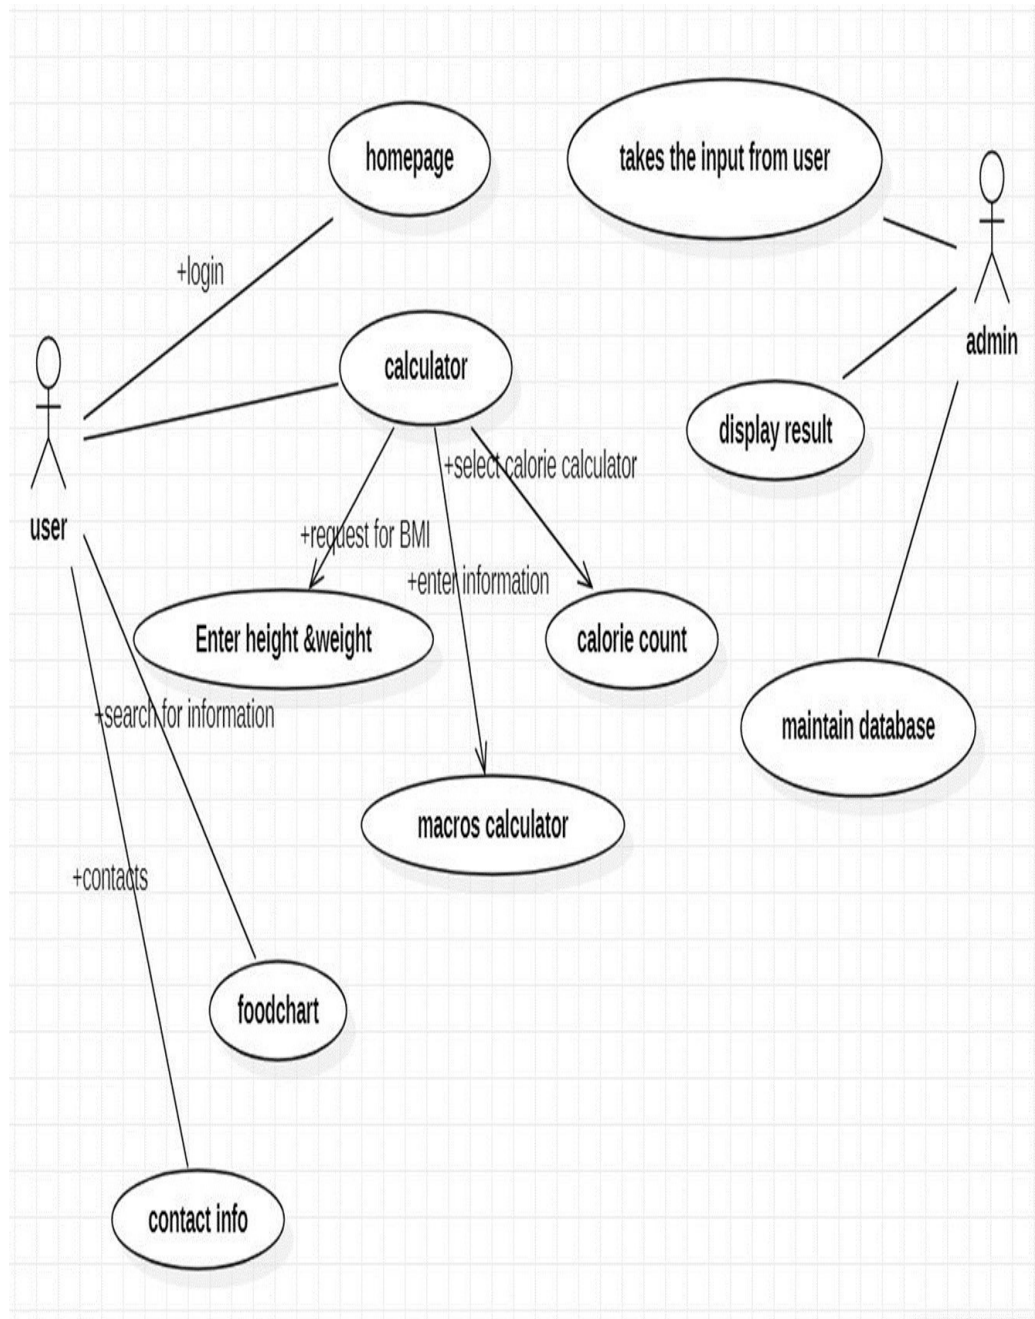 homepage
takes the input from user
+login
calculator
admin
display result
+select calorie calculator
user
+request for BMI
+enter information
Enter height &weight
calorie count
+search for information
maintain database
macros calculator
+contacts
foodchart
contact info